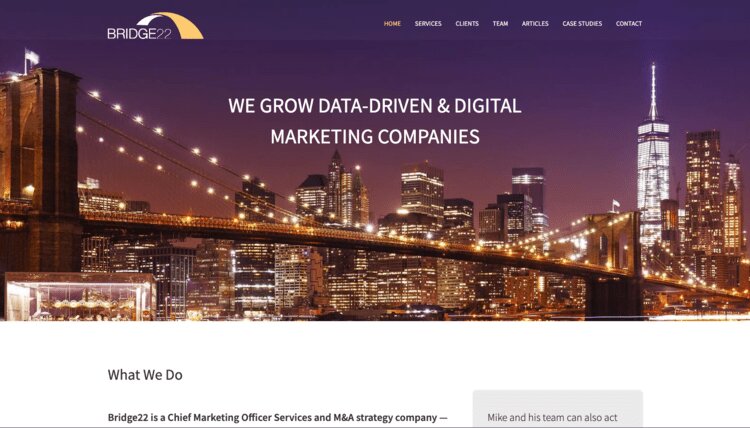 BRIDGE22
HOME SERVICES CLIENTS TEAM ARTICLES CASE STUDIES CONTACT
WE GROW DATA-DRIVEN & DIGITAL
MARKETING COMPANIES
What We Do
Bridge22 is a Chief Marketing Officer Services and M&A strategy company —
Mike and his team can also act